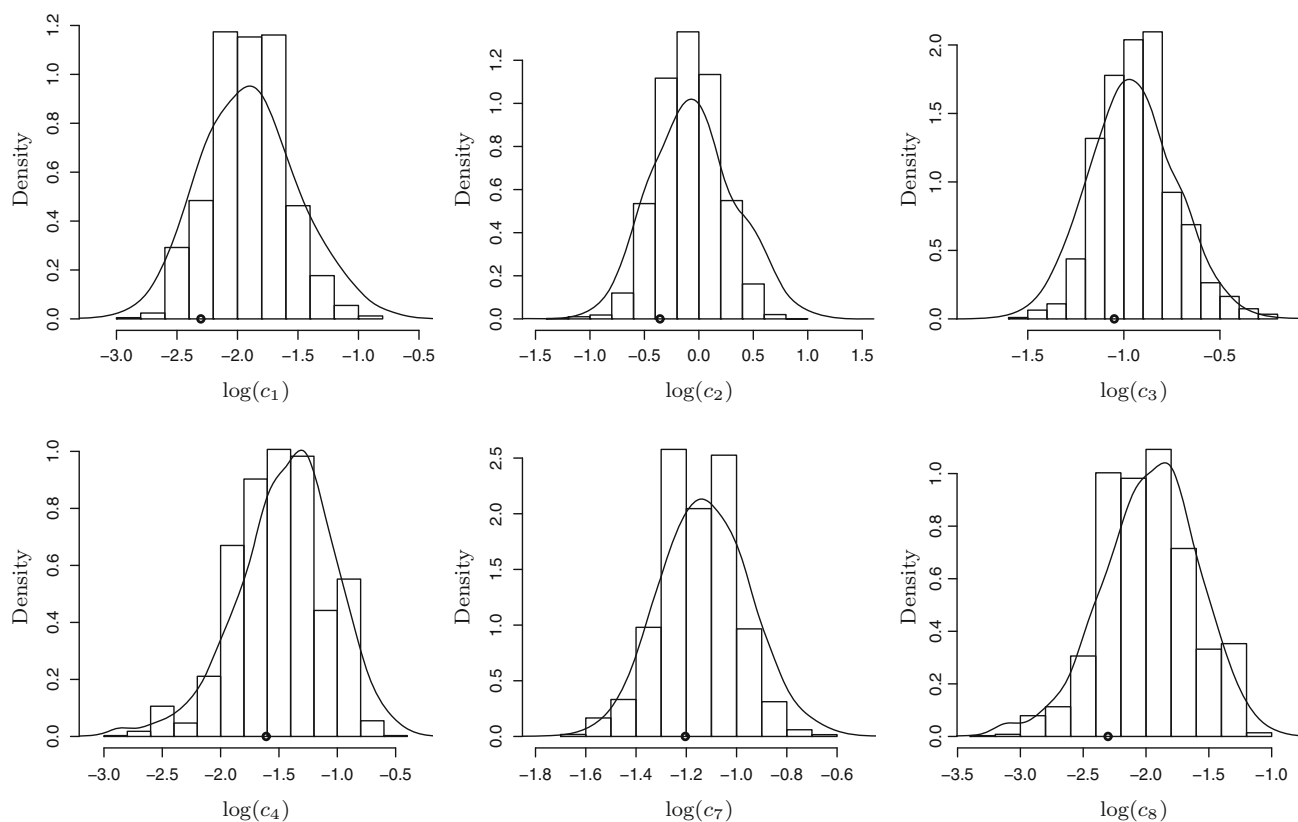 Density
0.0 0.2 0.4 0.6 0.8 1.0 1.2
−3.0 −2.5 −2.0 −1.5 −1.0 −0.5
log(c₁)
Density
0.0 0.2 0.4 0.6 0.8 1.0 1.2
−1.5 −1.0 −0.5 0.0 0.5 1.0 1.5
log(c₂)
Density
0.0 0.5 1.0 1.5 2.0
−1.5 −1.0 −0.5
log(c₃)
Density
0.0 0.2 0.4 0.6 0.8 1.0
−3.0 −2.5 −2.0 −1.5 −1.0 −0.5
log(c₄)
Density
0.0 0.5 1.0 1.5 2.0 2.5
−1.8 −1.6 −1.4 −1.2 −1.0 −0.8 −0.6
log(c₇)
Density
0.0 0.2 0.4 0.6 0.8 1.0
−3.5 −3.0 −2.5 −2.0 −1.5 −1.0
log(c₈)